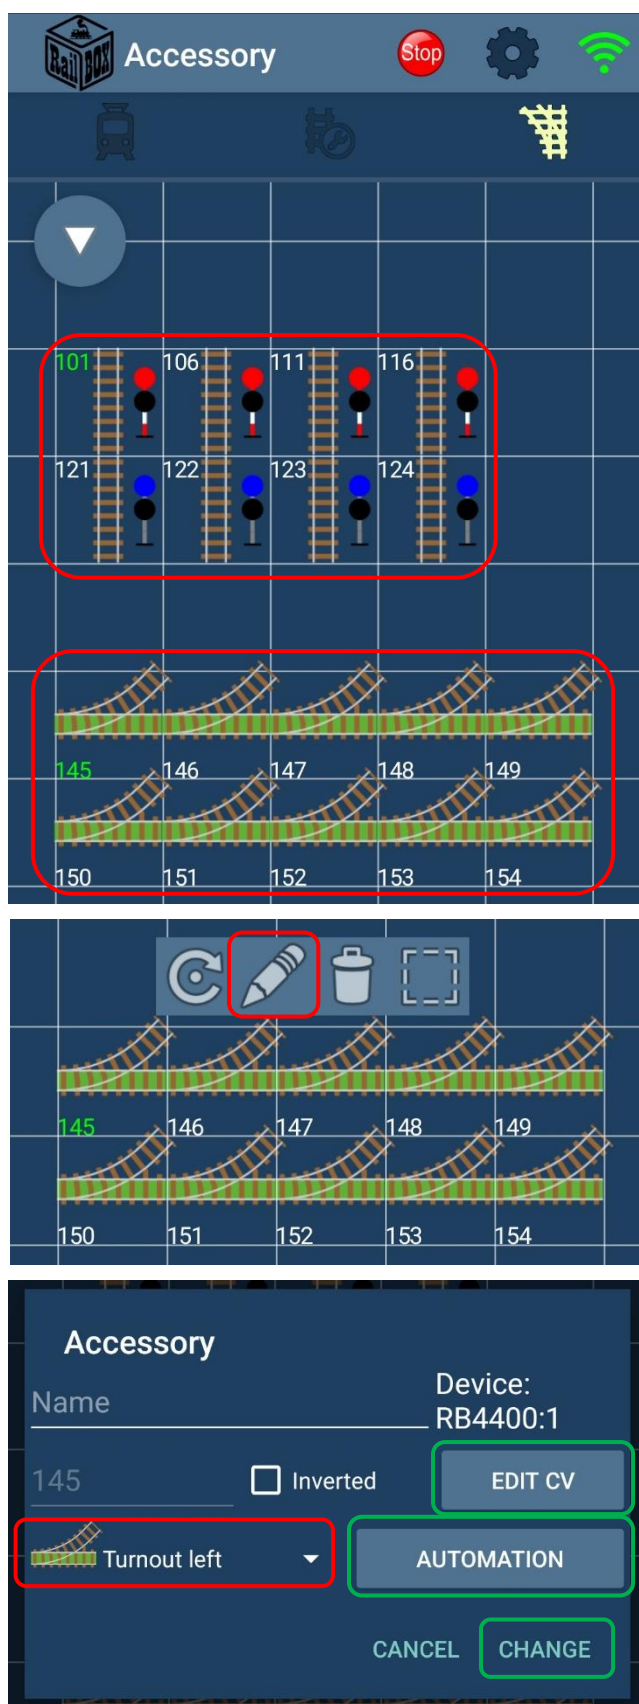 Rail BOX
Accessory
Stop
101 106 111 116
121 122 123 124
145 146 147 148 149
150 151 152 153 154
145 146 147 148 149
150 151 152 153 154
Accessory
Name
Device:
RB4400:1
145
Inverted
EDIT CV
Turnout left
AUTOMATION
CANCEL
CHANGE